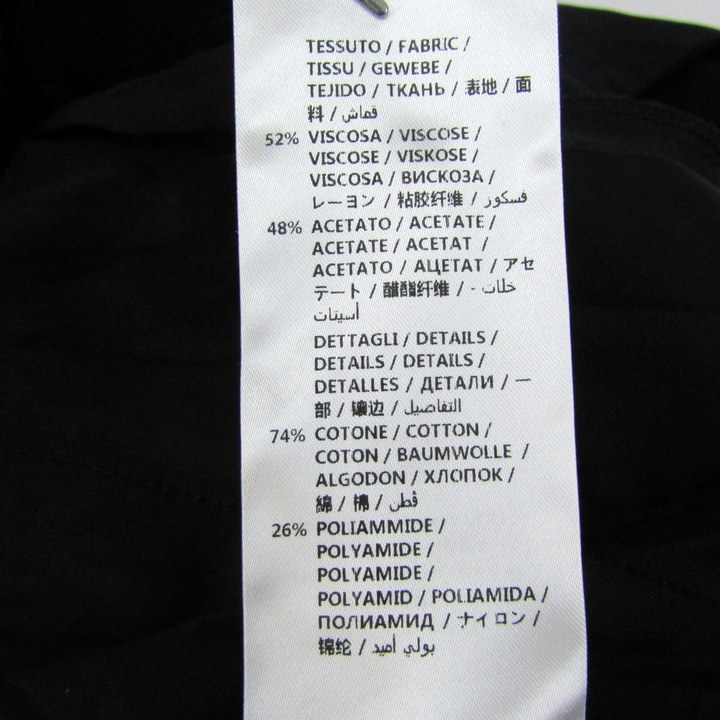 TESSUTO / FABRIC /
TISSU / GEWEBE /
TEJIDO / ТКАНЬ / 表地 / 面
料 / قماش
52% VISCOSA / VISCOSE /
VISCOSE / VISKOSE /
VISCOSA / ВИСКОЗА /
レーヨン / 粘胶纤维 / فسكوز
48% ACETATO / ACETATE /
ACETATE / ACETAT /
ACETATO / АЦЕТАТ / アセ
テート / 醋酯纤维 / خلات -
أسيتات
DETTAGLI / DETAILS /
DETAILS / DETAILS /
DETALLES / ДЕТАЛИ / 一
部 / 镶边 / التفاصيل
74% COTONE / COTTON /
COTON / BAUMWOLLE /
ALGODON / ХЛОПОК /
綿 / 棉 / قطن
26% POLIAMMIDE /
POLYAMIDE /
POLYAMIDE /
POLYAMID / POLIAMIDA /
ПОЛИАМИД / ナイロン /
锦纶 / بولي أميد